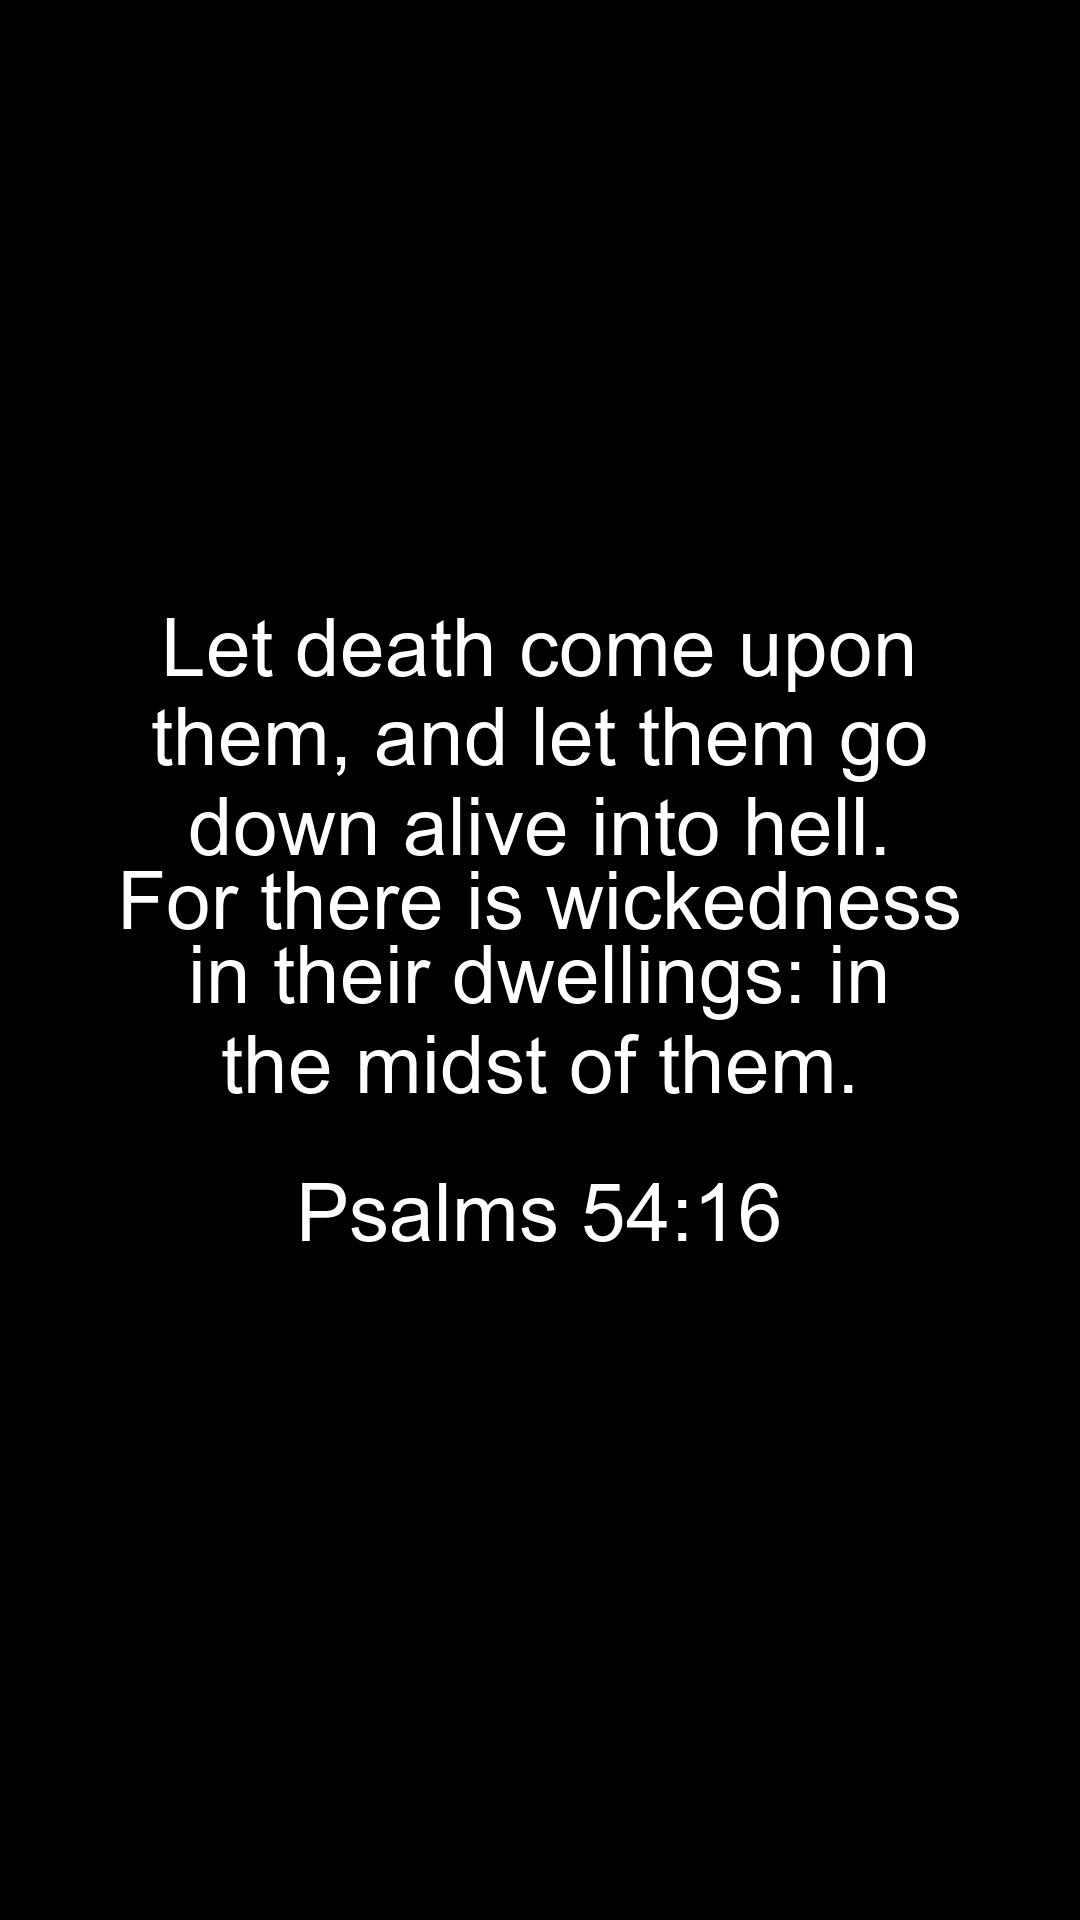 Let death come upon
them, and let them go
down alive into hell.
For there is wickedness
in their dwellings: in
the midst of them.
Psalms 54:16